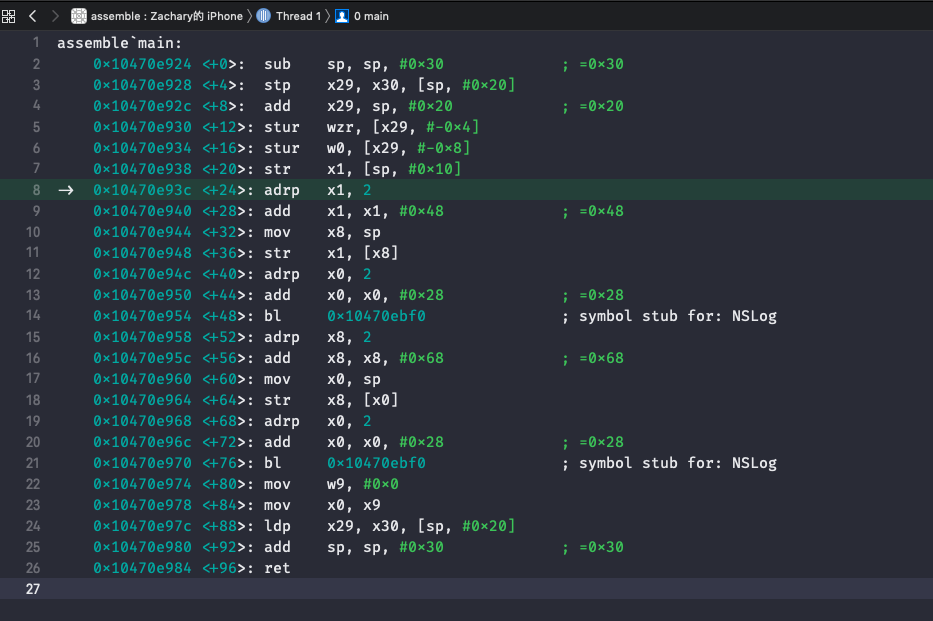 assemble : Zachary的 iPhone 〉 Thread 1 〉 0 main
1 assemble`main:
2 0x10470e924 <+0>: sub sp, sp, #0x30 ; =0x30
3 0x10470e928 <+4>: stp x29, x30, [sp, #0x20]
4 0x10470e92c <+8>: add x29, sp, #0x20 ; =0x20
5 0x10470e930 <+12>: stur wzr, [x29, #-0x4]
6 0x10470e934 <+16>: stur w0, [x29, #-0x8]
7 0x10470e938 <+20>: str x1, [sp, #0x10]
8 -> 0x10470e93c <+24>: adrp x1, 2
9 0x10470e940 <+28>: add x1, x1, #0x48 ; =0x48
10 0x10470e944 <+32>: mov x8, sp
11 0x10470e948 <+36>: str x1, [x8]
12 0x10470e94c <+40>: adrp x0, 2
13 0x10470e950 <+44>: add x0, x0, #0x28 ; =0x28
14 0x10470e954 <+48>: bl 0x10470ebf0 ; symbol stub for: NSLog
15 0x10470e958 <+52>: adrp x8, 2
16 0x10470e95c <+56>: add x8, x8, #0x68 ; =0x68
17 0x10470e960 <+60>: mov x0, sp
18 0x10470e964 <+64>: str x8, [x0]
19 0x10470e968 <+68>: adrp x0, 2
20 0x10470e96c <+72>: add x0, x0, #0x28 ; =0x28
21 0x10470e970 <+76>: bl 0x10470ebf0 ; symbol stub for: NSLog
22 0x10470e974 <+80>: mov w9, #0x0
23 0x10470e978 <+84>: mov x0, x9
24 0x10470e97c <+88>: ldp x29, x30, [sp, #0x20]
25 0x10470e980 <+92>: add sp, sp, #0x30 ; =0x30
26 0x10470e984 <+96>: ret
27